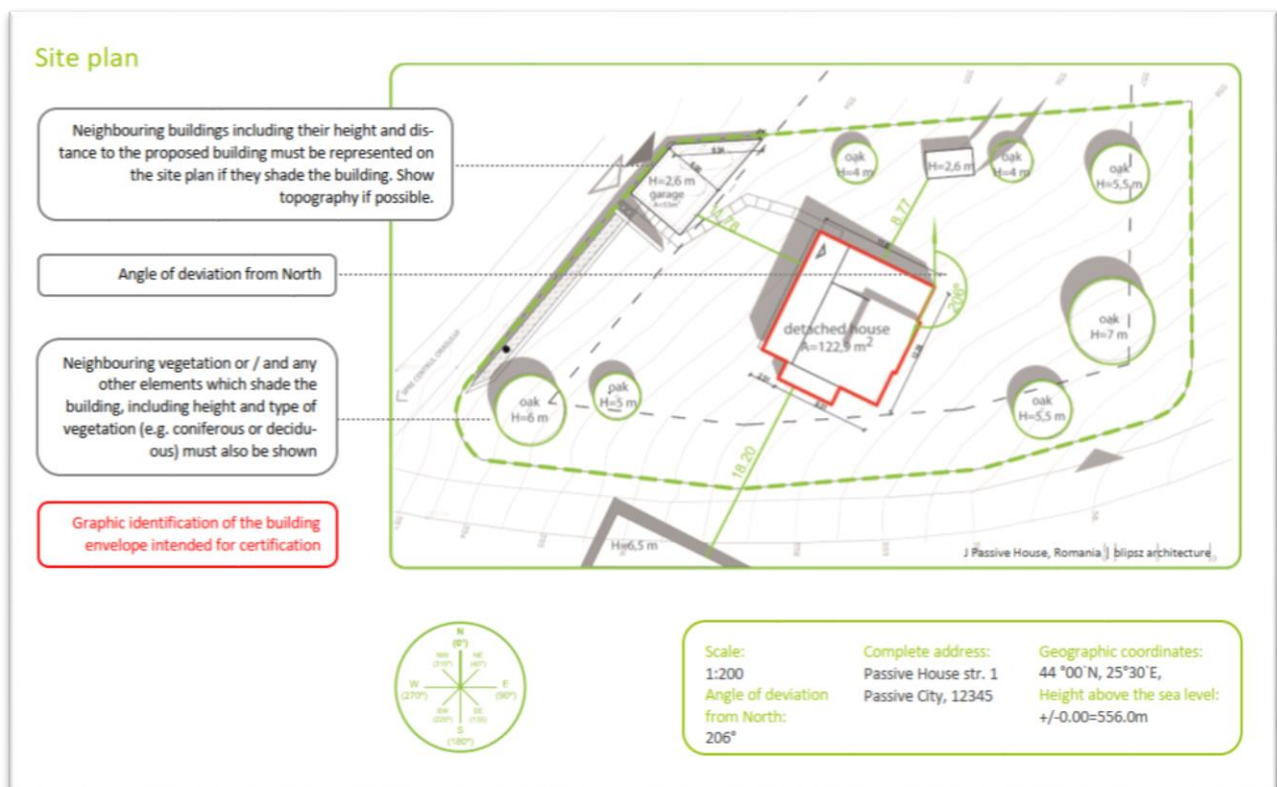 Site plan
Neighbouring buildings including their height and dis-
tance to the proposed building must be represented on
the site plan if they shade the building. Show
topography if possible.
Angle of deviation from North
Neighbouring vegetation or / and any
other elements which shade the
building, including height and type of
vegetation (e.g. coniferous or decidu-
ous) must also be shown
Graphic identification of the building
envelope intended for certification
H=2,6 m
garage
oak
H=4 m
H=2,6 m
oak
H=4 m
oak
H=5,5 m
8.77
206°
detached house
A=122,9 m²
oak
H=7 m
oak
H=6 m
oak
H=5 m
oak
H=5,5 m
18.20
H=6,5 m
J Passive House, Romania | blipsz architecture
N
(0°)
NW
NE
W
(270°)
E
(90°)
SW
SE
S
(180°)
Scale:
1:200
Angle of deviation
from North:
206°
Complete address:
Passive House str. 1
Passive City, 12345
Geographic coordinates:
44 °00`N, 25°30`E,
Height above the sea level:
+/-0.00=556.0m